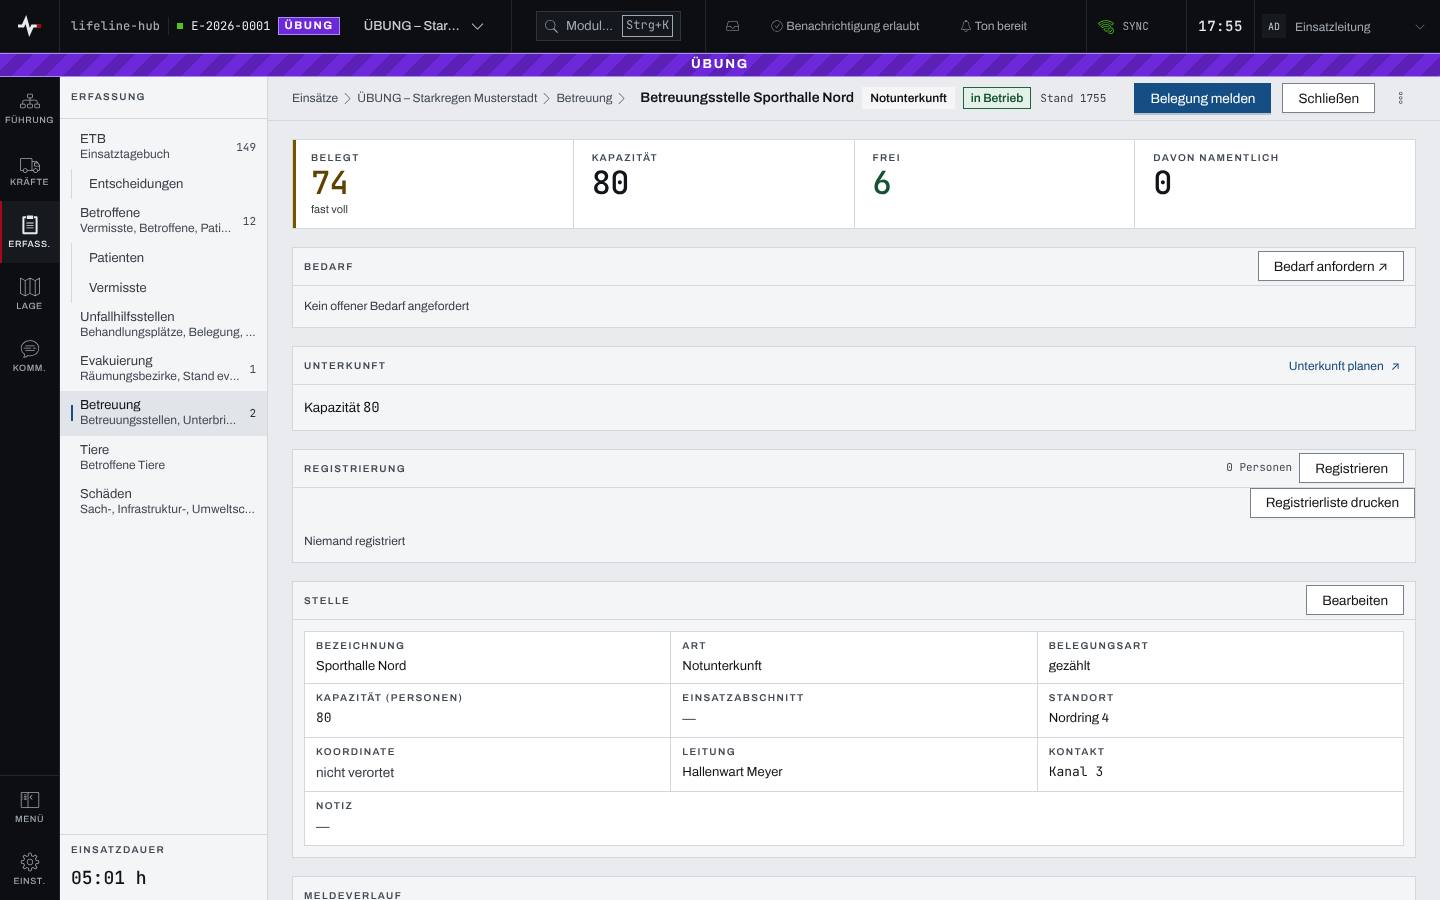 lifeline-hub E-2026-0001 ÜBUNG ÜBUNG – Star... Modul... Strg+K Benachrichtigung erlaubt Ton bereit SYNC 17:55 AD Einsatzleitung
ÜBUNG
FÜHRUNG
KRÄFTE
ERFASS.
LAGE
KOMM.
MENÜ
EINST.
ERFASSUNG
ETB
Einsatztagebuch
149
Entscheidungen
Betroffene
Vermisste, Betroffene, Pati...
12
Patienten
Vermisste
Unfallhilfsstellen
Behandlungsplätze, Belegung, ...
Evakuierung
Räumungsbezirke, Stand ev...
1
Betreuung
Betreuungsstellen, Unterbri...
2
Tiere
Betroffene Tiere
Schäden
Sach-, Infrastruktur-, Umweltsc...
EINSATZDAUER
05:01 h
Einsätze ÜBUNG – Starkregen Musterstadt Betreuung Betreuungsstelle Sporthalle Nord Notunterkunft in Betrieb Stand 1755 Belegung melden Schließen
BELEGT
74
fast voll
KAPAZITÄT
80
FREI
6
DAVON NAMENTLICH
0
BEDARF
Bedarf anfordern ↗
Kein offener Bedarf angefordert
UNTERKUNFT
Unterkunft planen ↗
Kapazität 80
REGISTRIERUNG
0 Personen Registrieren
Registrierliste drucken
Niemand registriert
STELLE
Bearbeiten
BEZEICHNUNG
Sporthalle Nord
ART
Notunterkunft
BELEGUNGSART
gezählt
KAPAZITÄT (PERSONEN)
80
EINSATZABSCHNITT
—
STANDORT
Nordring 4
KOORDINATE
nicht verortet
LEITUNG
Hallenwart Meyer
KONTAKT
Kanal 3
NOTIZ
—
MELDEVERLAUF